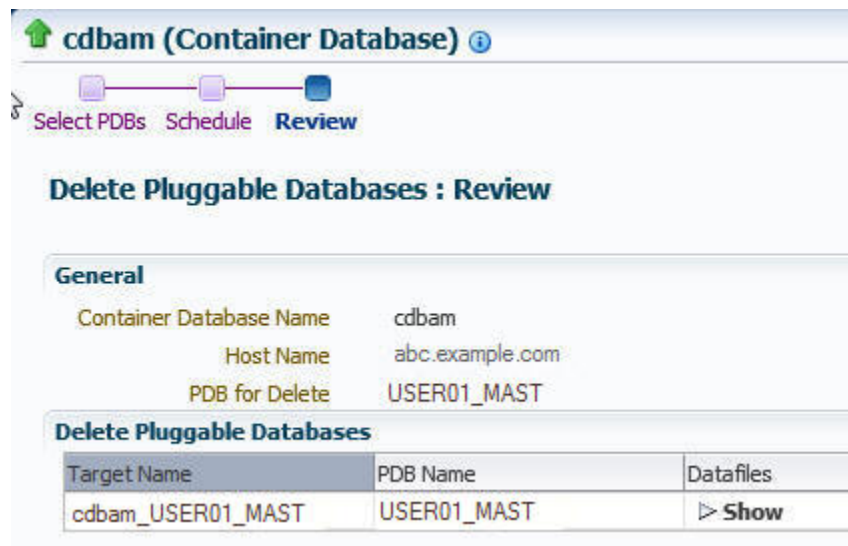 cdbam (Container Database)
Select PDBs Schedule Review
Delete Pluggable Databases : Review
General
Container Database Name cdbam
Host Name abc.example.com
PDB for Delete USER01_MAST
Delete Pluggable Databases
Target Name PDB Name Datafiles
cdbam_USER01_MAST USER01_MAST Show